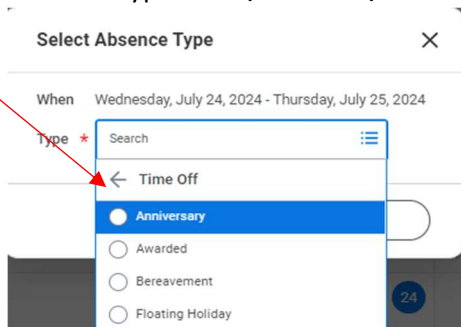 Select Absence Type
When Wednesday, July 24, 2024 - Thursday, July 25, 2024
Type * Search
Time Off
Anniversary
Awarded
Bereavement
Floating Holiday
24